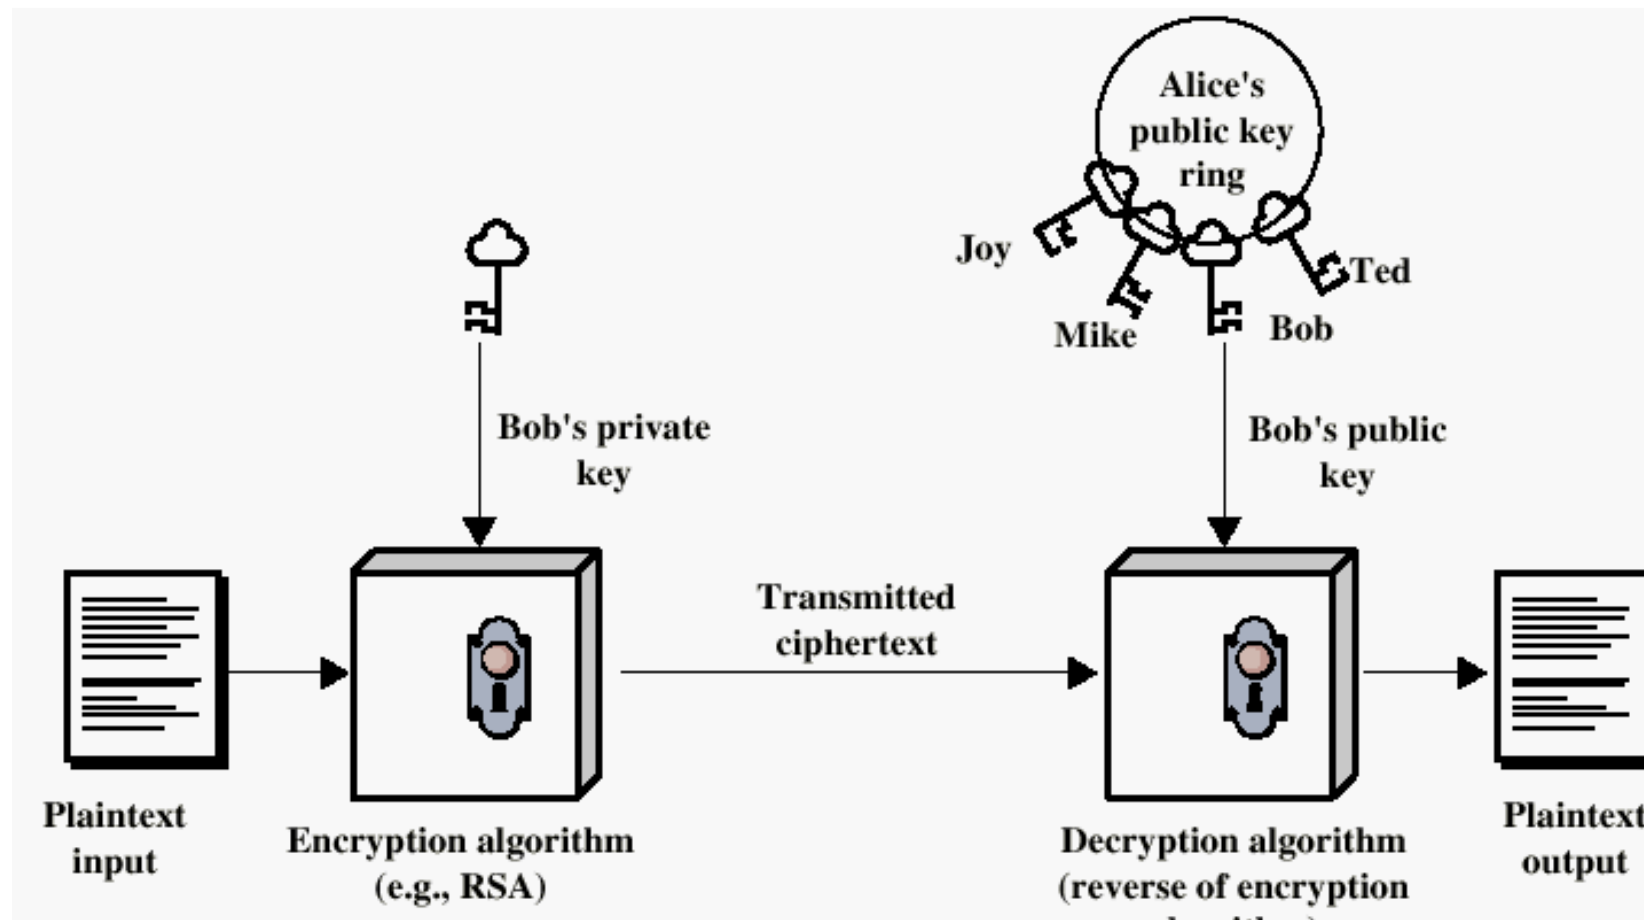 Alice's
public key
ring
Joy
Ted
Mike
Bob
Bob's private
key
Bob's public
key
Transmitted
ciphertext
Plaintext
input
Encryption algorithm
(e.g., RSA)
Decryption algorithm
(reverse of encryption
Plaintext
output